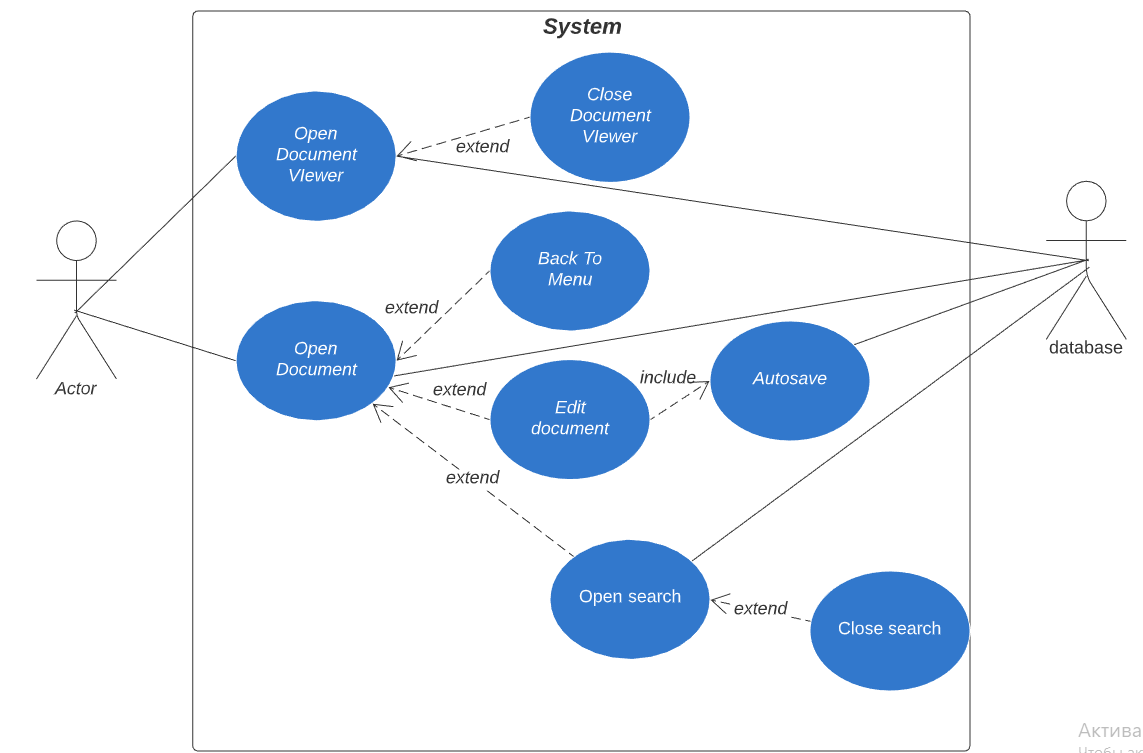 System
Close
Document
VIewer
Open
Document
VIewer
extend
Back To
Menu
extend
Open
Document
database
include
Autosave
Actor
extend
Edit
document
extend
Open search
extend
Close search
Актива